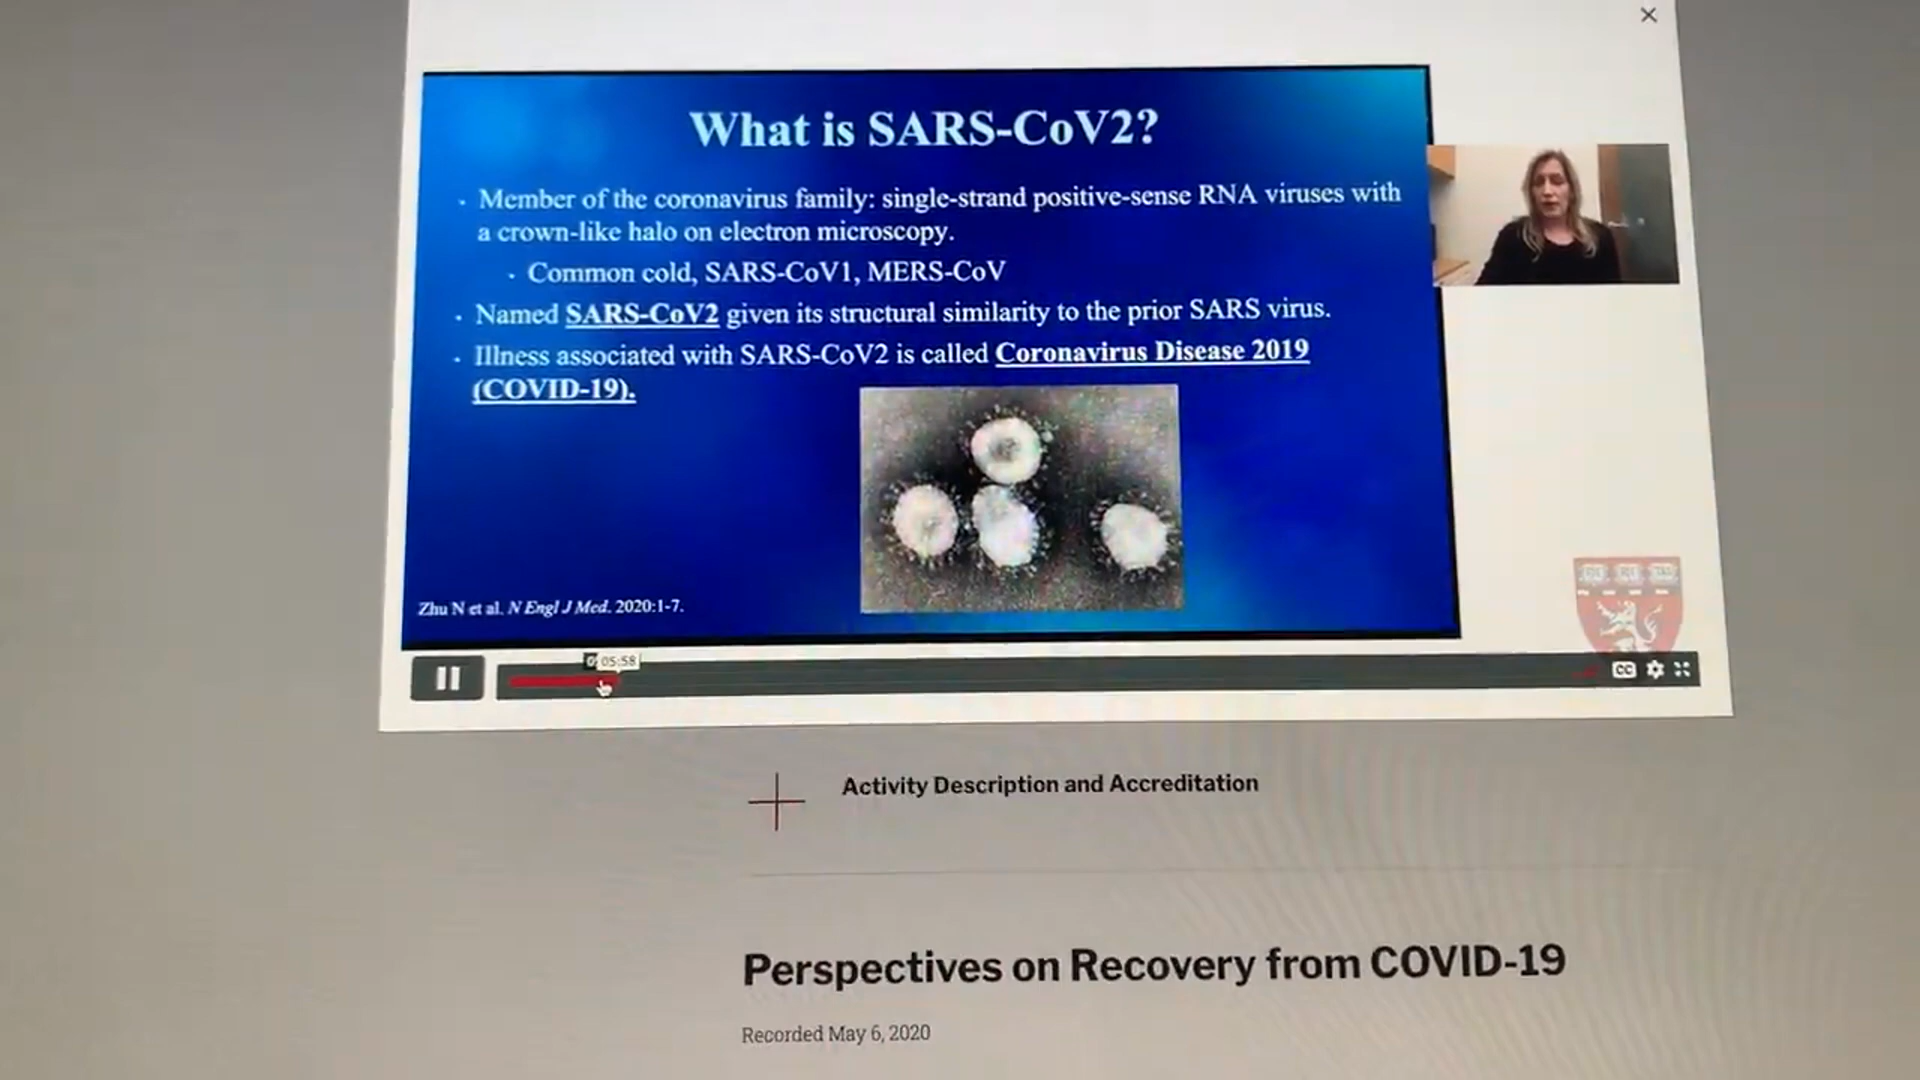 What is SARS-CoV2?
Member of the coronavirus family: single-strand positive-sense RNA viruses with
a crown-like halo on electron microscopy.
Common cold, SARS-CoV1, MERS-CoV
Named SARS-CoV2 given its structural similarity to the prior SARS virus.
Illness associated with SARS-CoV2 is called Coronavirus Disease 2019
(COVID-19).
Zhu N et al. N Engl J Med. 2020:1-7.
05:58
CC
Activity Description and Accreditation
Perspectives on Recovery from COVID-19
Recorded May 6, 2020